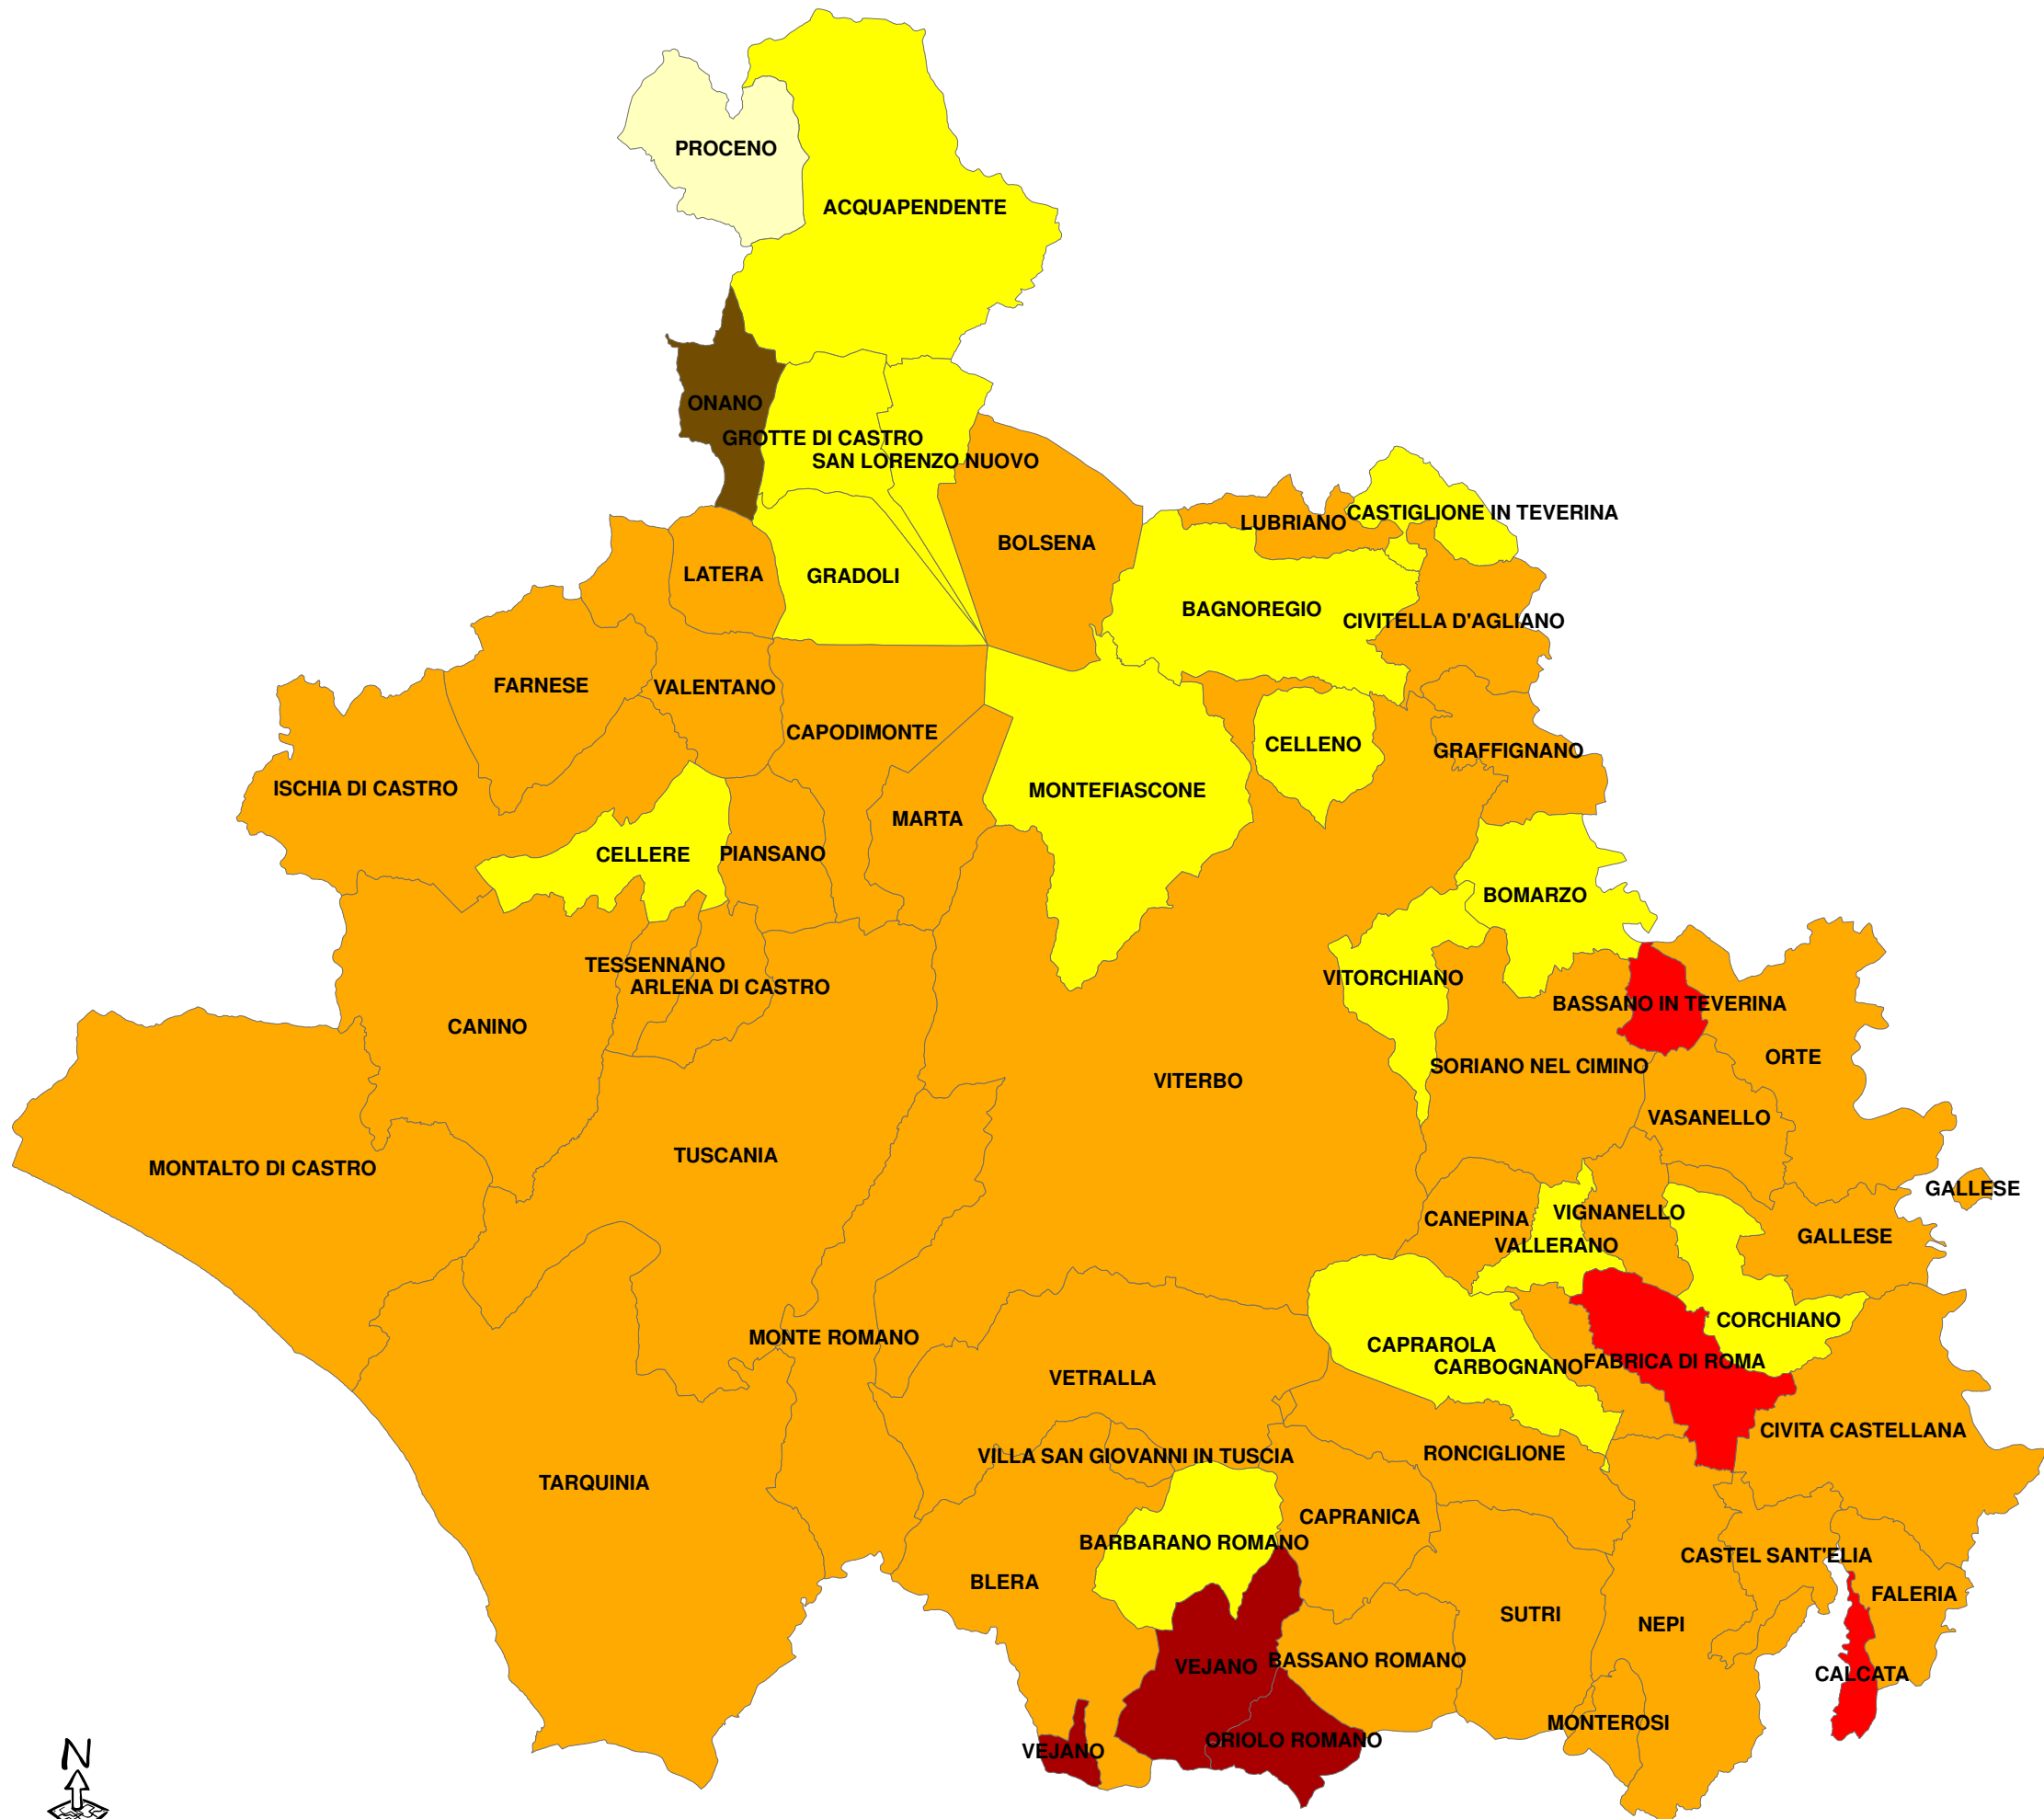 PROCENO
ACQUAPENDENTE
ONANO
GROTTE DI CASTRO
SAN LORENZO NUOVO
LUBRIANO
CASTIGLIONE IN TEVERINA
BOLSENA
LATERA
GRADOLI
BAGNOREGIO
CIVITELLA D'AGLIANO
FARNESE
VALENTANO
CAPODIMONTE
CELLENO
GRAFFIGNANO
ISCHIA DI CASTRO
MONTEFIASCONE
MARTA
CELLERE
PIANSANO
BOMARZO
TESSENNANO
VITORCHIANO
ARLENA DI CASTRO
BASSANO IN TEVERINA
CANINO
ORTE
SORIANO NEL CIMINO
VITERBO
VASANELLO
TUSCANIA
MONTALTO DI CASTRO
GALLESE
VIGNANELLO
CANEPINA
GALLESE
VALLERANO
CORCHIANO
MONTE ROMANO
CAPRAROLA
FABRICA DI ROMA
CARBOGNANO
VETRALLA
CIVITA CASTELLANA
RONCIGLIONE
VILLA SAN GIOVANNI IN TUSCIA
TARQUINIA
CAPRANICA
BARBARANO ROMANO
CASTEL SANT'ELIA
BLERA
FALERIA
SUTRI
NEPI
BASSANO ROMANO
VEJANO
CALCATA
MONTEROSI
ORIOLO ROMANO
VEJANO
N